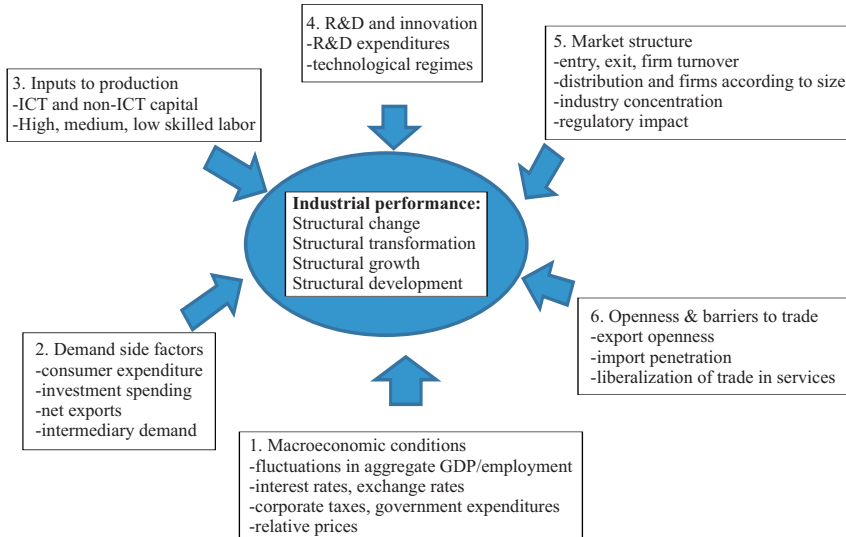 4. R&D and innovation
-R&D expenditures
-technological regimes
5. Market structure
-entry, exit, firm turnover
-distribution and firms according to size
-industry concentration
-regulatory impact
3. Inputs to production
-ICT and non-ICT capital
-High, medium, low skilled labor
Industrial performance:
Structural change
Structural transformation
Structural growth
Structural development
2. Demand side factors
-consumer expenditure
-investment spending
-net exports
-intermediary demand
6. Openness & barriers to trade
-export openness
-import penetration
-liberalization of trade in services
1. Macroeconomic conditions
-fluctuations in aggregate GDP/employment
-interest rates, exchange rates
-corporate taxes, government expenditures
-relative prices